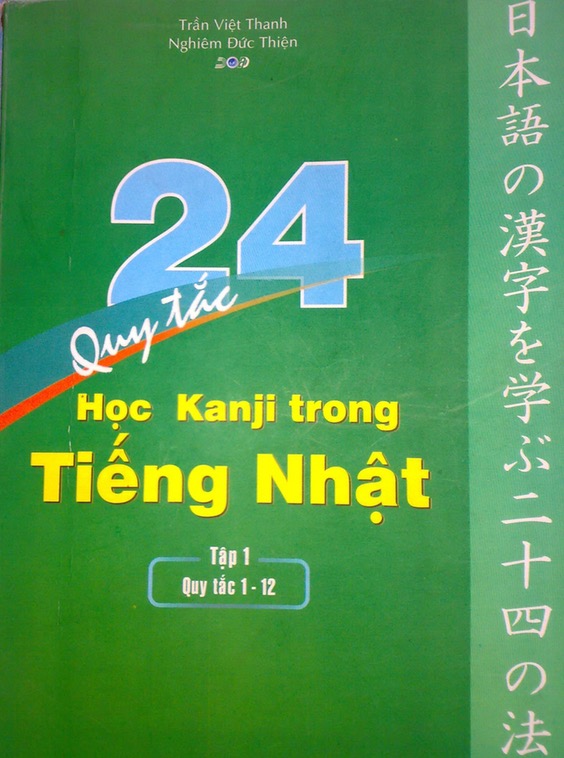 Trần Việt Thanh
Nghiêm Đức Thiện
24
Quy tắc
Học Kanji trong
Tiếng Nhật
Tập 1
Quy tắc 1 - 12
日本語の漢字を学ぶ二十四の法